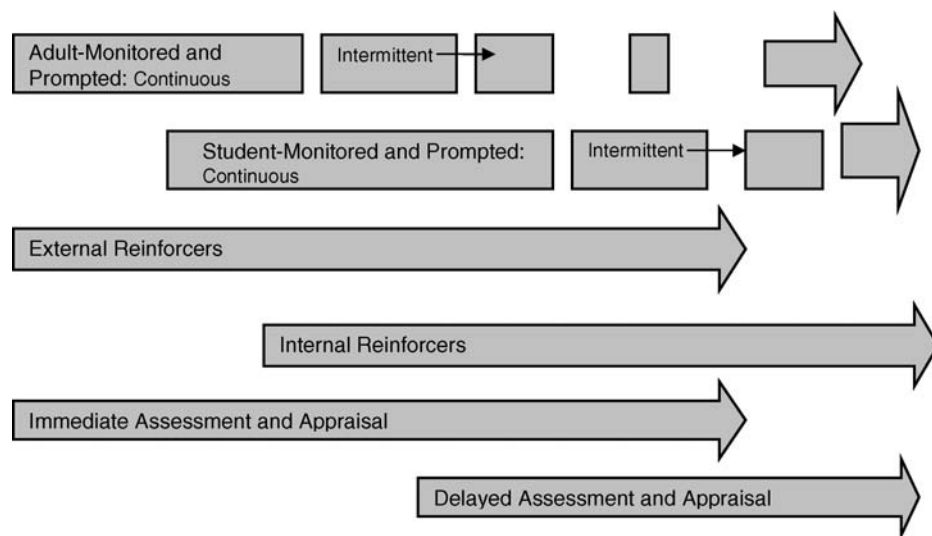 Adult-Monitored and
Prompted: Continuous
Intermittent
Student-Monitored and Prompted:
Continuous
Intermittent
External Reinforcers
Internal Reinforcers
Immediate Assessment and Appraisal
Delayed Assessment and Appraisal